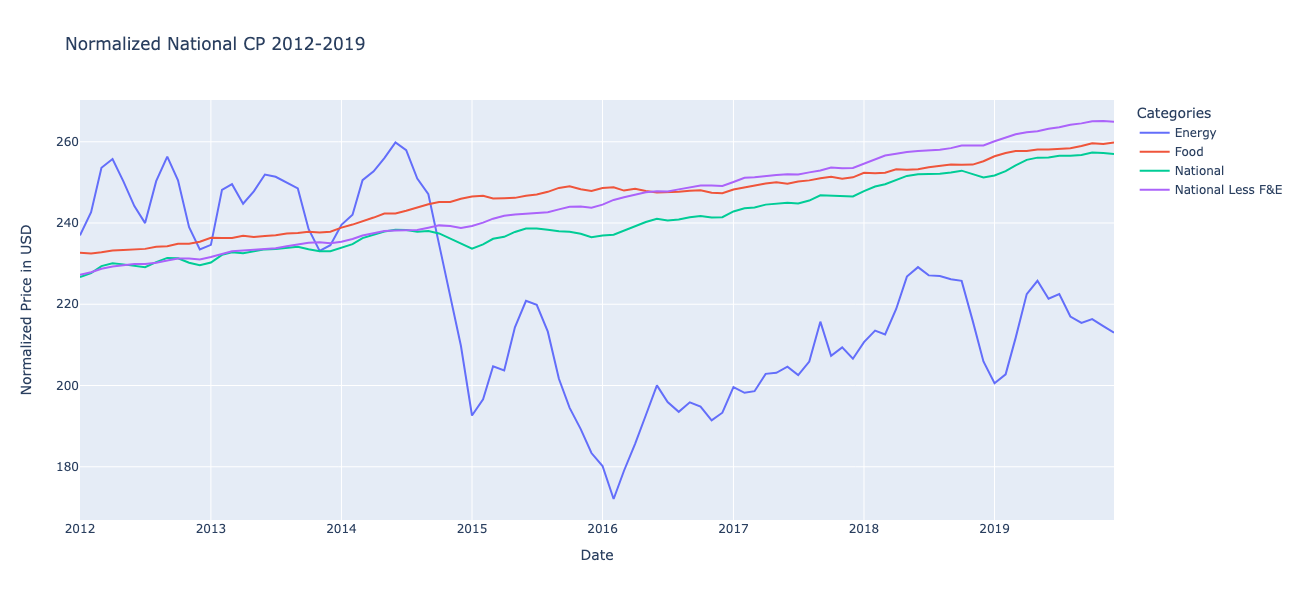 Normalized National CP 2012-2019
Categories
Energy
Food
National
National Less F&E
Normalized Price in USD
260
240
220
200
180
2012 2013 2014 2015 2016 2017 2018 2019
Date